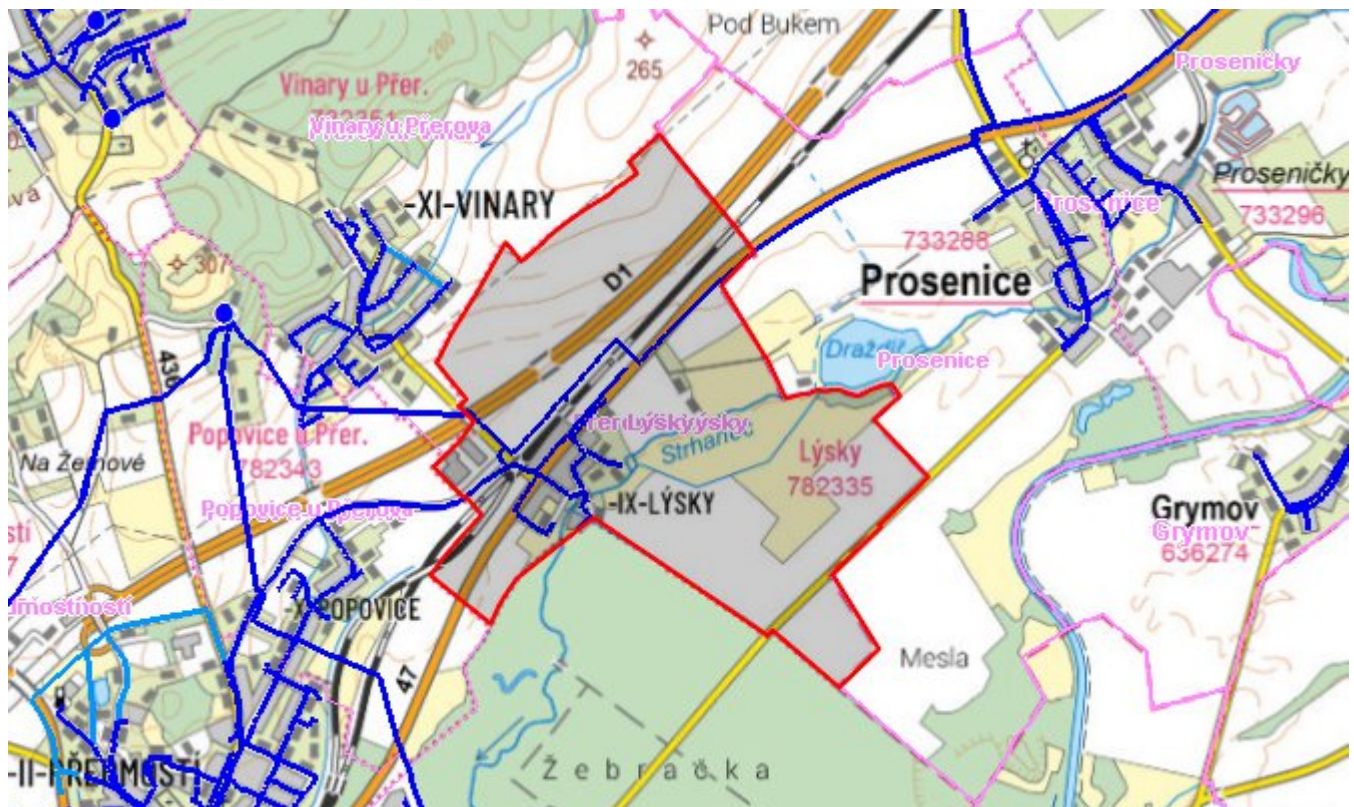 Pod Bukem
265
Proseničky
Vinary u Přer.
Vinary u Přerova
-XI-VINARY
Proseničky
733296
Prosenice
733288
Prosenice
307
D1
436
Draždí
Prosenice
Popovice u Přer.
782343
Na Žernové
Strhanec
Lýsky
782335
-IX-LÝSKY
Popovice u Přerova
Grymov
Grymov
636274
-X-POPOVICE
47
Mesla
Žebračka
-II-PŘEDMOSTÍ